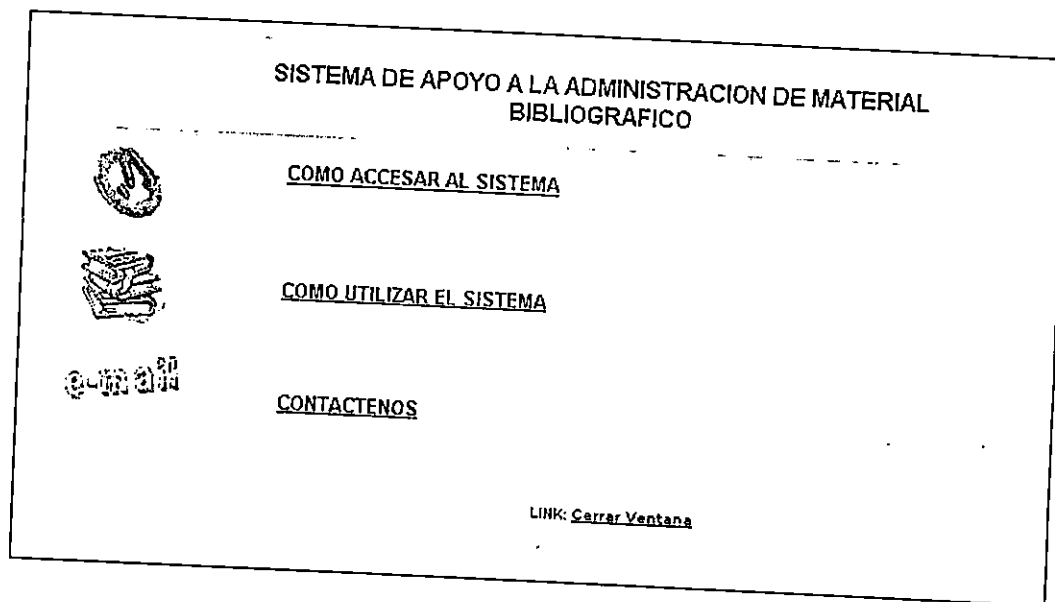 SISTEMA DE APOYO A LA ADMINISTRACION DE MATERIAL
BIBLIOGRAFICO
COMO ACCESAR AL SISTEMA
COMO UTILIZAR EL SISTEMA
e-mail
CONTACTENOS
LINK: Cerrar Ventana